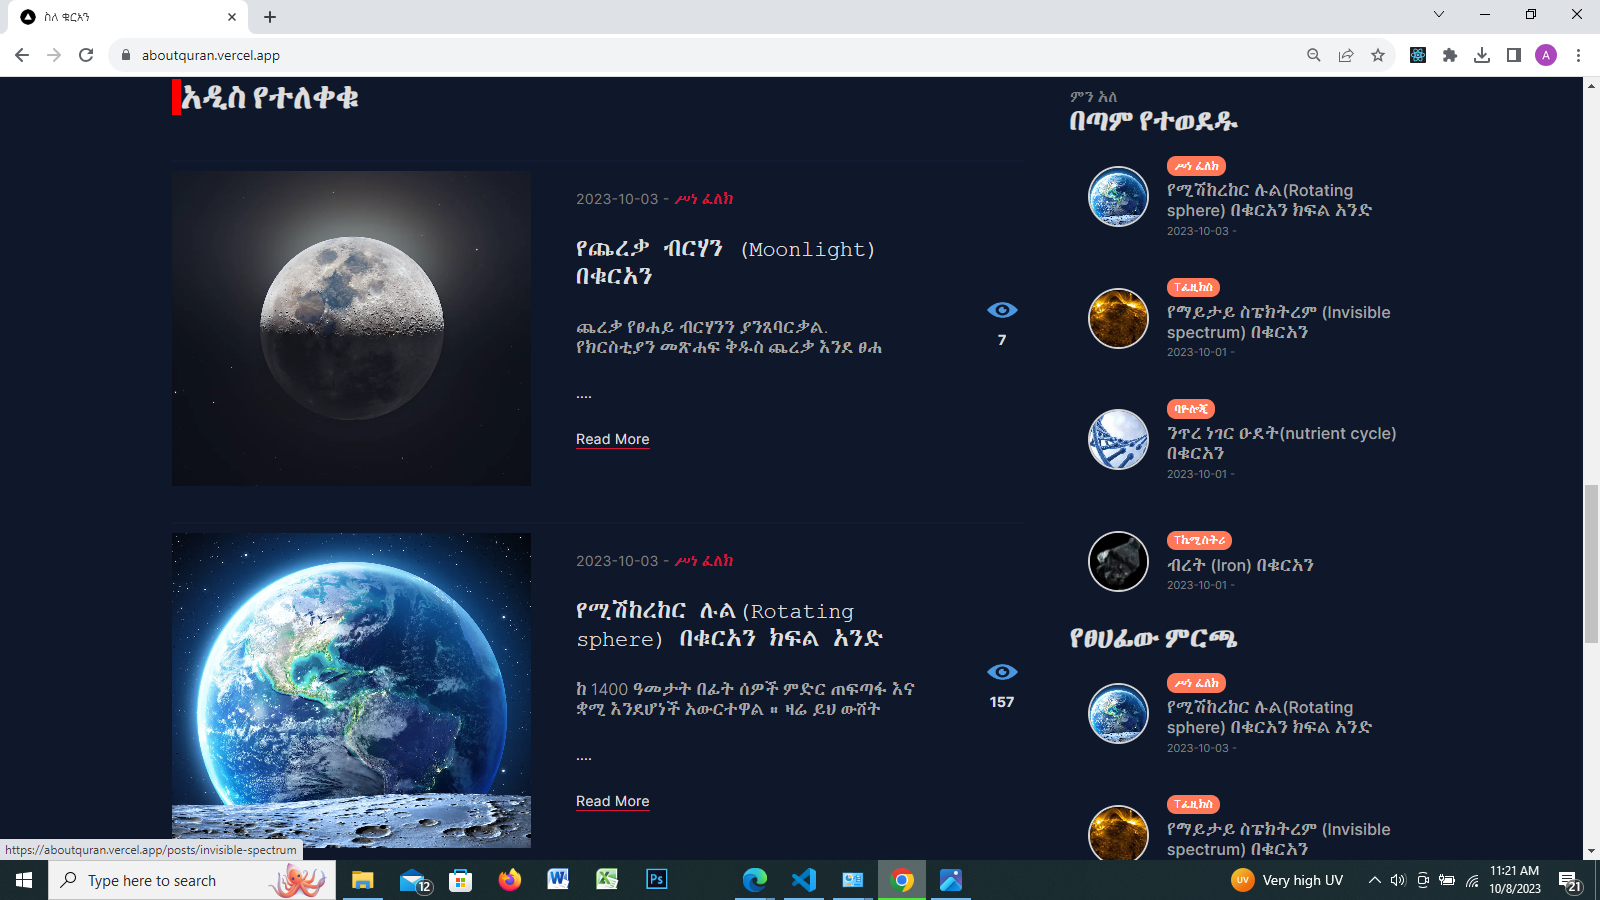 ስለ ቁርአን
aboutquran.vercel.app
A
አዲስ የተለቀቁ
2023-10-03 - ሥነ ፈለክ
የጨረቃ ብርሃን (Moonlight)
በቁርአን
ጨረቃ የፀሐይ ብርሃንን ያንጸባርቃል.
የክርስቲያን መጽሐፍ ቅዱስ ጨረቃ እንደ ፀሐ
....
Read More
7
2023-10-03 - ሥነ ፈለክ
የሚሽከረከር ሉል(Rotating
sphere) በቁርአን ክፍል አንድ
ከ 1400 ዓመታት በፊት ሰዎች ምድር ጠፍጣፋ እና
ቋሚ እንደሆነች አውርተዋል ። ዛሬ ይህ ውሸት
....
Read More
157
ምን አለ
በጣም የተወደዱ
ሥነ ፈለክ
የሚሽከረከር ሉል(Rotating
sphere) በቁርአን ክፍል አንድ
2023-10-03 -
Tፊዚክስ
የማይታይ ስፔክትረም (Invisible
spectrum) በቁርአን
2023-10-01 -
ባዮሎጂ
ንጥረ ነገር ዑደት(nutrient cycle)
በቁርአን
2023-10-01 -
Tኬሚስትሪ
ብረት (Iron) በቁርአን
2023-10-01 -
የፀሀፊው ምርጫ
ሥነ ፈለክ
የሚሽከረከር ሉል(Rotating
sphere) በቁርአን ክፍል አንድ
2023-10-03 -
Tፊዚክስ
የማይታይ ስፔክትረም (Invisible
spectrum) በቁርአን
https://aboutquran.vercel.app/posts/invisible-spectrum
Type here to search
12
W
X
Ps
UV
Very high UV
11:21 AM
10/8/2023
21